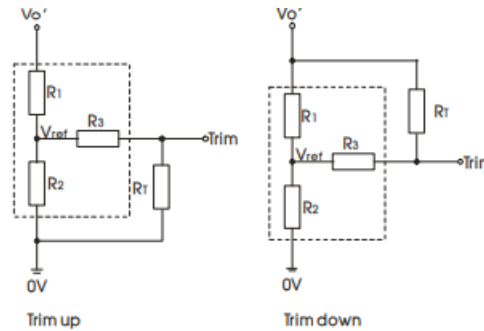 Vo'
R1
Vref
R3
Trim
R2
RT
0V
Trim up
Vo'
R1
RT
Vref
R3
Trim
R2
0V
Trim down